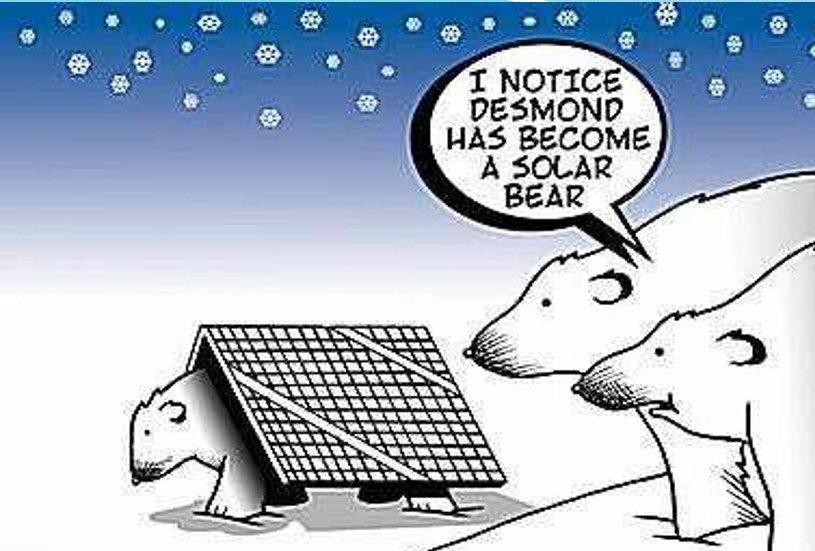 I NOTICE
DESMOND
HAS BECOME
A SOLAR
BEAR